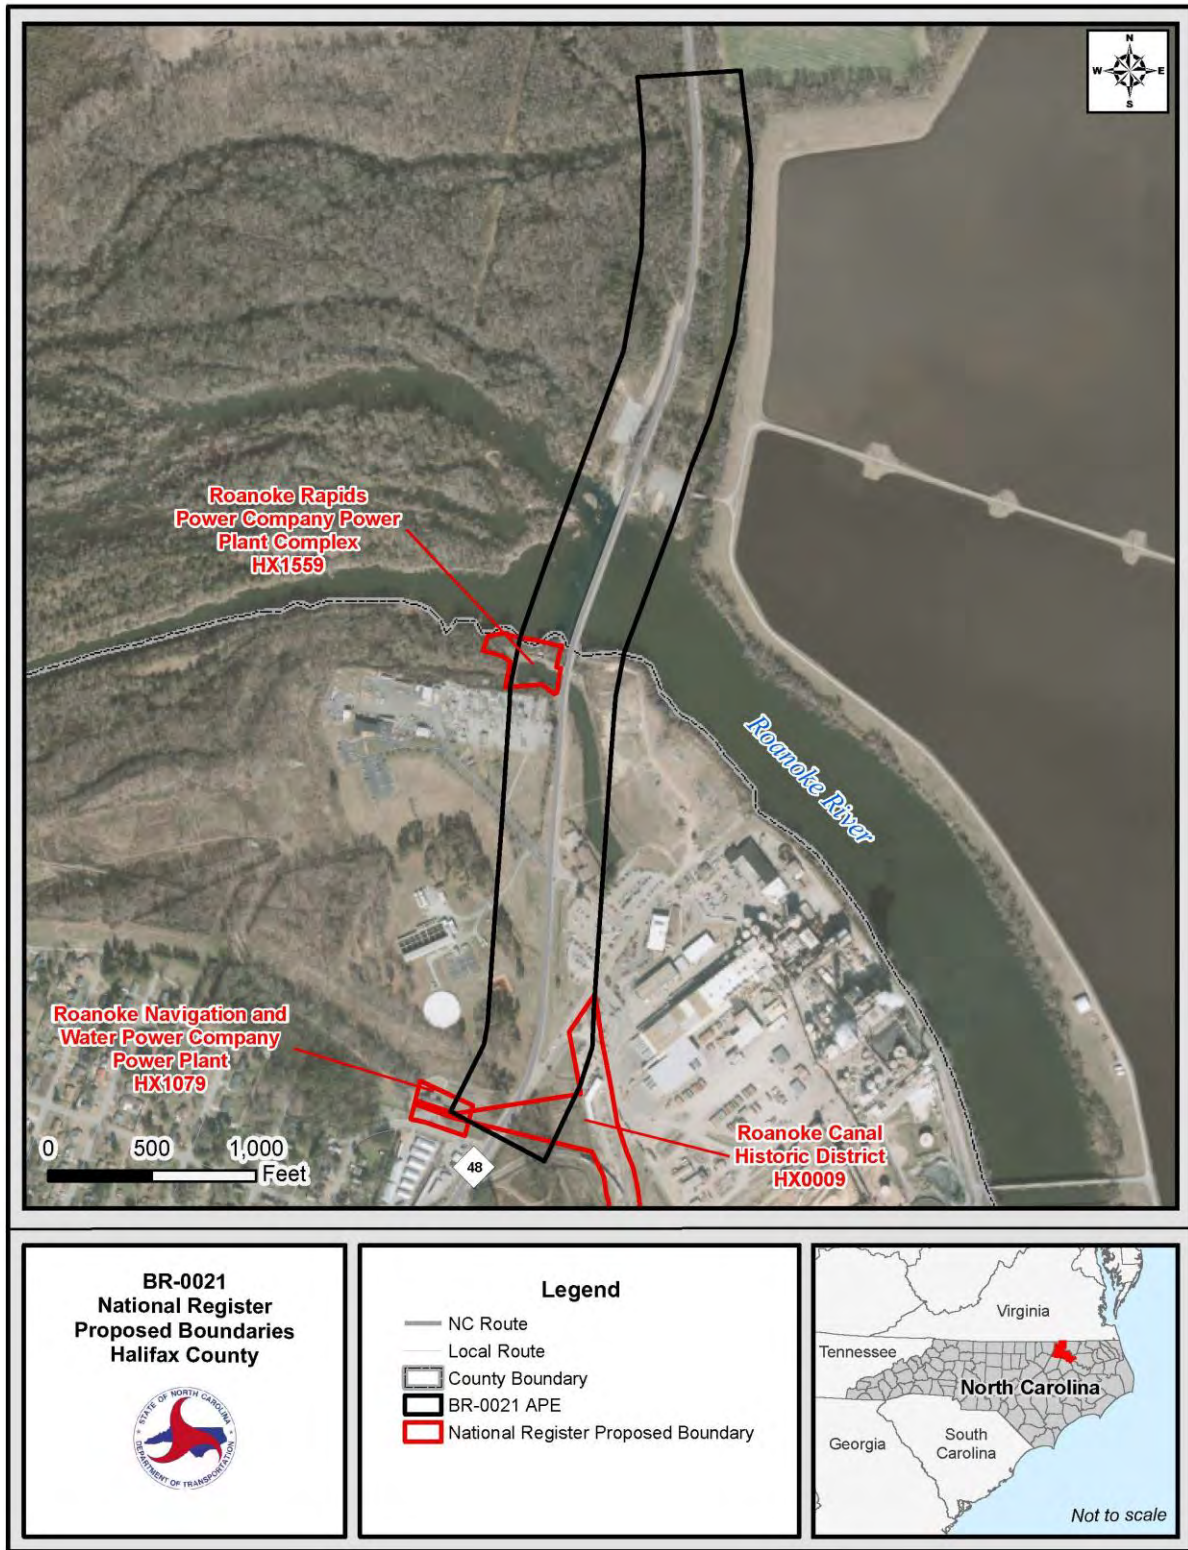 N
W
E
S
Roanoke Rapids
Power Company Power
Plant Complex
HX1559
Roanoke River
Roanoke Navigation and
Water Power Company
Power Plant
HX1079
0 500 1,000
Feet
48
Roanoke Canal
Historic District
HX0009
BR-0021
National Register
Proposed Boundaries
Halifax County
STATE OF NORTH CAROLINA
DEPARTMENT OF TRANSPORTATION
Legend
NC Route
Local Route
County Boundary
BR-0021 APE
National Register Proposed Boundary
Virginia
Tennessee
North Carolina
Georgia
South
Carolina
Not to scale